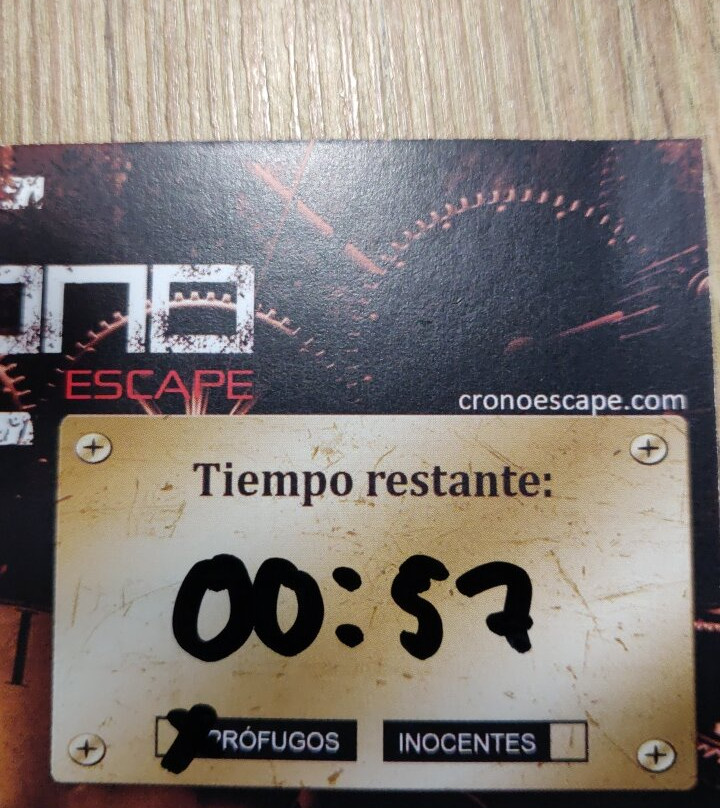 ESCAPE
cronoescape.com
Tiempo restante:
00:57
PRÓFUGOS INOCENTES